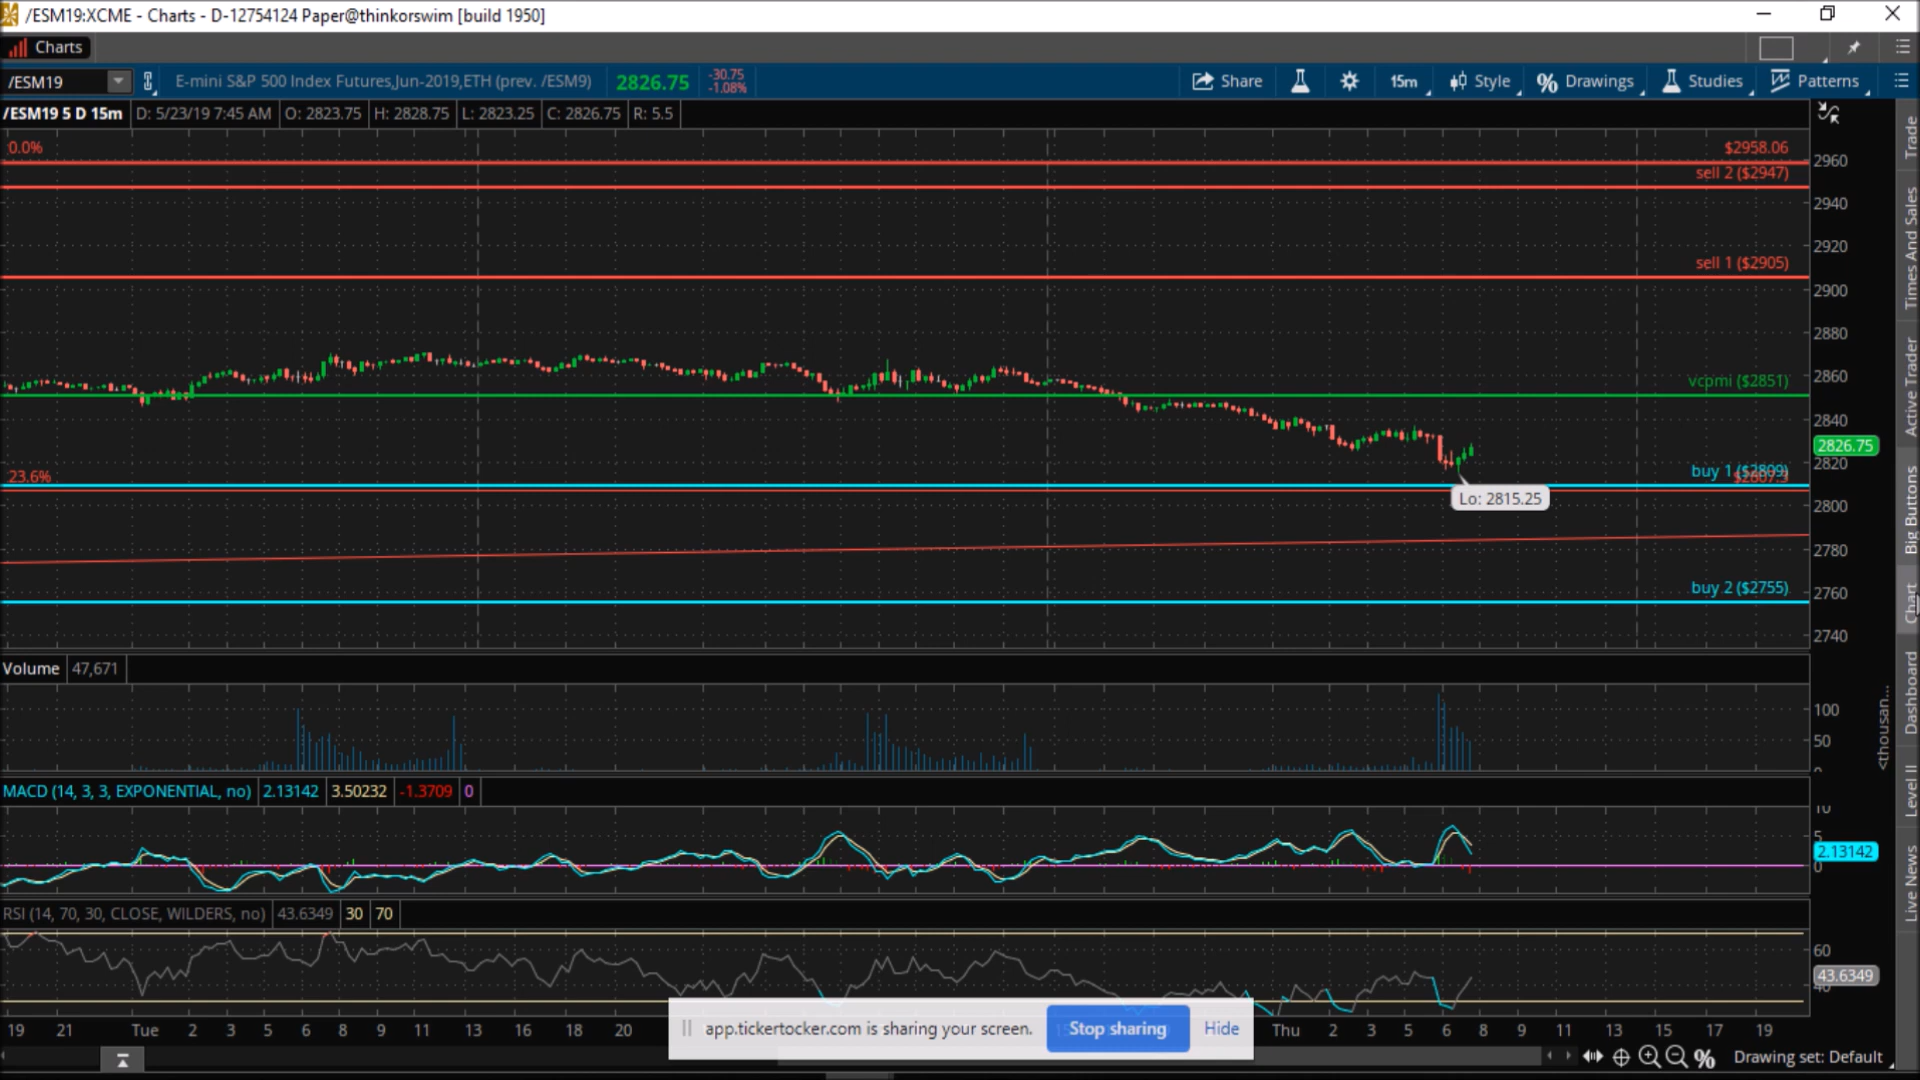 /ESM19:XCME - Charts - D-12754124 Paper@thinkorswim [build 1950]
Charts
/ESM19 E-mini S&P 500 Index Futures,Jun-2019,ETH (prev. /ESM9) 2826.75 -30.75 -1.08% Share 15m Style Drawings Studies Patterns
/ESM19 5 D 15m D: 5/23/19 7:45 AM O: 2823.75 H: 2828.75 L: 2823.25 C: 2826.75 R: 5.5
0.0% $2958.06
2960
sell 2 ($2947)
2940
2920
sell 1 ($2905)
2900
2880
2860
vcpmi ($2851)
2840
2826.75
2820
23.6% buy 1 ($2809)
Lo: 2815.25
2800
2780
buy 2 ($2755)
2760
2740
Volume 47,671
100
50
<thousan...
MACD (14, 3, 3, EXPONENTIAL, no) 2.13142 3.50232 -1.3709 0
10
5
2.13142
0
RSI (14, 70, 30, CLOSE, WILDERS, no) 43.6349 30 70
60
43.6349
40
19 21 Tue 2 3 5 6 8 9 11 13 16 18 20 Thu 2 3 5 6 8 9 11 13 15 17 19
app.tickertocker.com is sharing your screen. Stop sharing Hide
Drawing set: Default
Trade
Times And Sales
Active Trader
Big Buttons
Chart
Dashboard
Level II
Live News